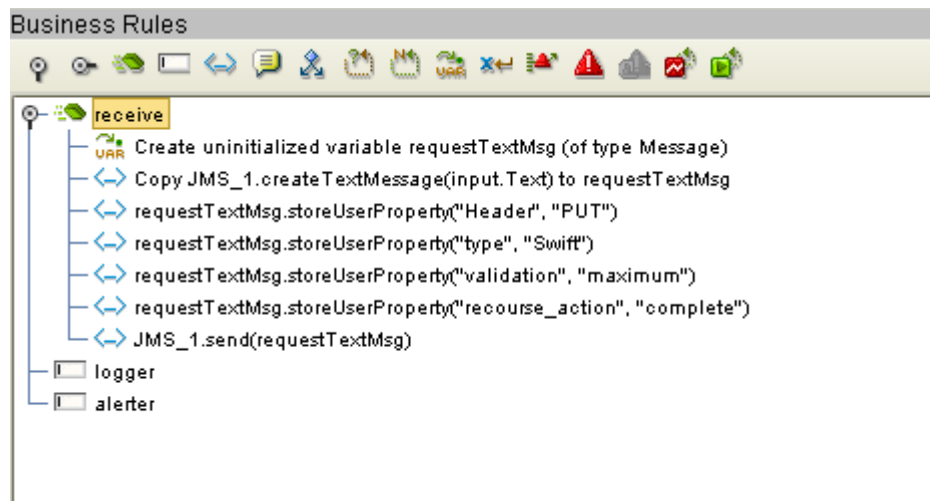 Business Rules
VAR
receive
VAR Create uninitialized variable requestTextMsg (of type Message)
Copy JMS_1.createTextMessage(input.Text) to requestTextMsg
requestTextMsg.storeUserProperty("Header", "PUT")
requestTextMsg.storeUserProperty("type", "Swift")
requestTextMsg.storeUserProperty("validation", "maximum")
requestTextMsg.storeUserProperty("recourse_action", "complete")
JMS_1.send(requestTextMsg)
logger
alerter